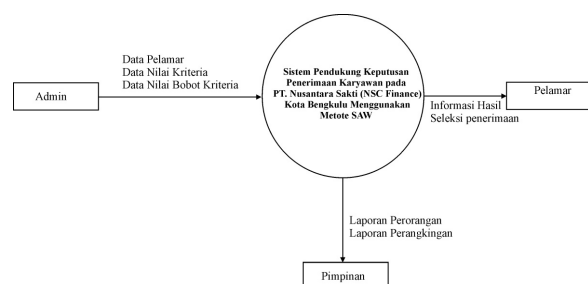 Data Pelamar
Data Nilai Kriteria
Data Nilai Bobot Kriteria
Admin
Sistem Pendukung Keputusan
Penerimaan Karyawan pada
PT. Nusantara Sakti (NSC Finance)
Kota Bengkulu Menggunakan
Metote SAW
Pelamar
Informasi Hasil
Seleksi penerimaan
Laporan Perorangan
Laporan Perangkingan
Pimpinan